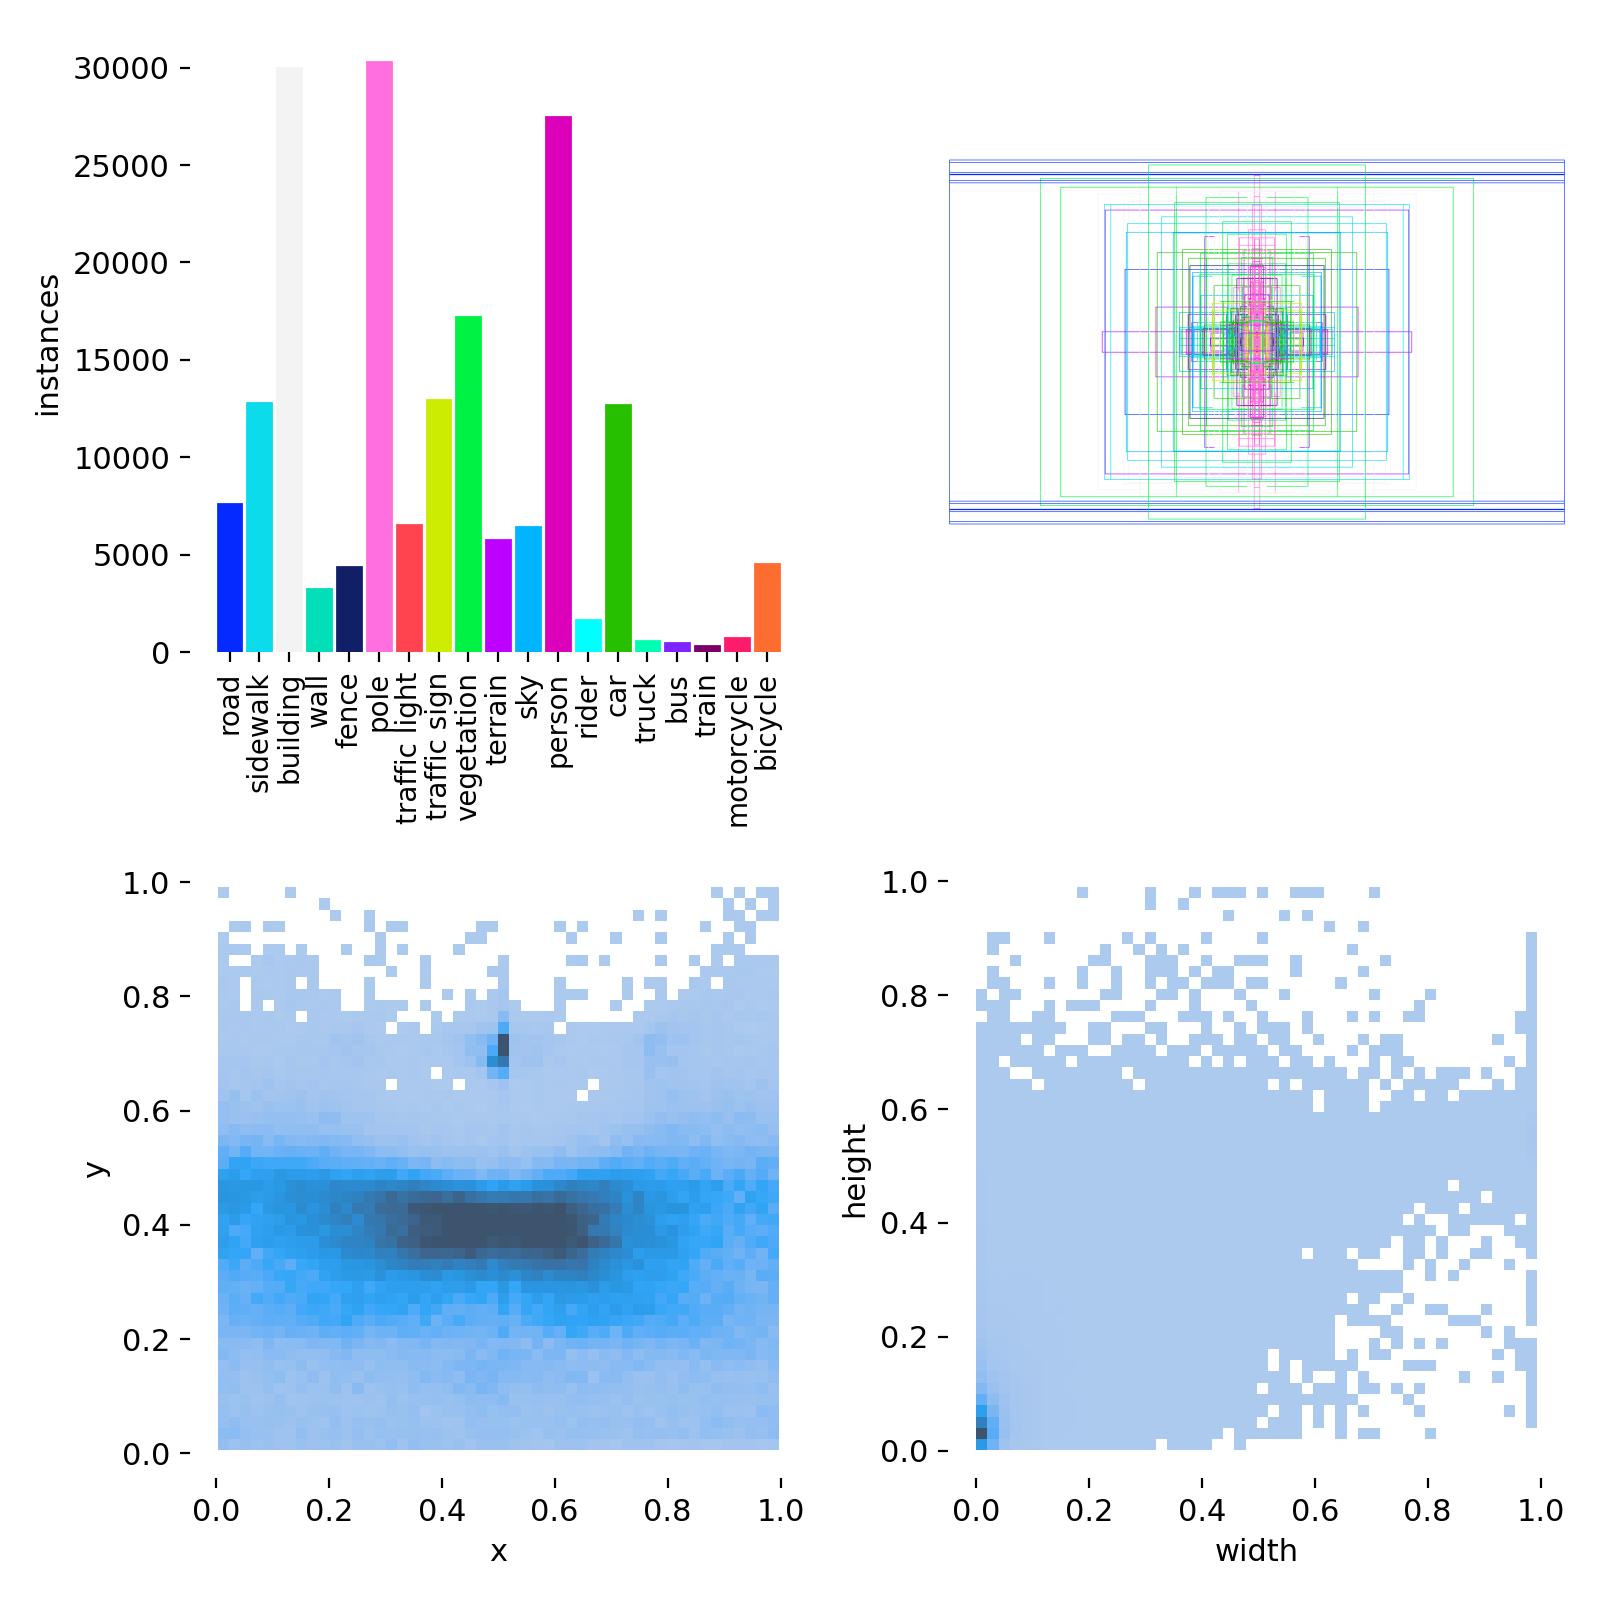 30000
25000
20000
15000
10000
5000
0
instances
road
sidewalk
building
wall
fence
pole
traffic light
traffic sign
vegetation
terrain
sky
person
rider
car
truck
bus
train
motorcycle
bicycle
1.0
0.8
0.6
0.4
0.2
0.0
y
0.0 0.2 0.4 0.6 0.8 1.0
x
1.0
0.8
0.6
0.4
0.2
0.0
height
0.0 0.2 0.4 0.6 0.8 1.0
width